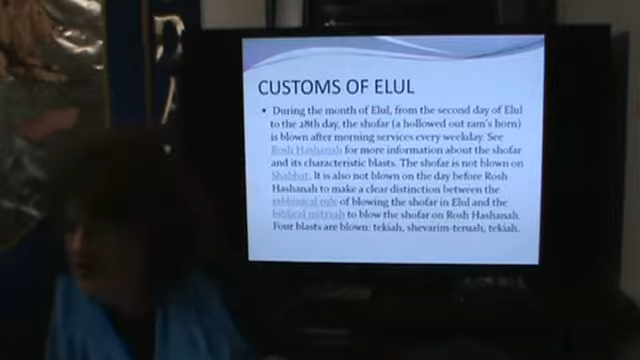 CUSTOMS OF ELUL
• During the month of Elul, from the second day of Elul
to the 28th day, the shofar (a hollowed out ram's horn)
is blown after morning services every weekday. See
Rosh Hashanah for more information about the shofar
and its characteristic blasts. The shofar is not blown on
Shabbat. It is also not blown on the day before Rosh
Hashanah to make a clear distinction between the
rabbinical rule of blowing the shofar in Elul and the
biblical mitzvah to blow the shofar on Rosh Hashanah.
Four blasts are blown: tekiah, shevarim-teruah, tekiah.